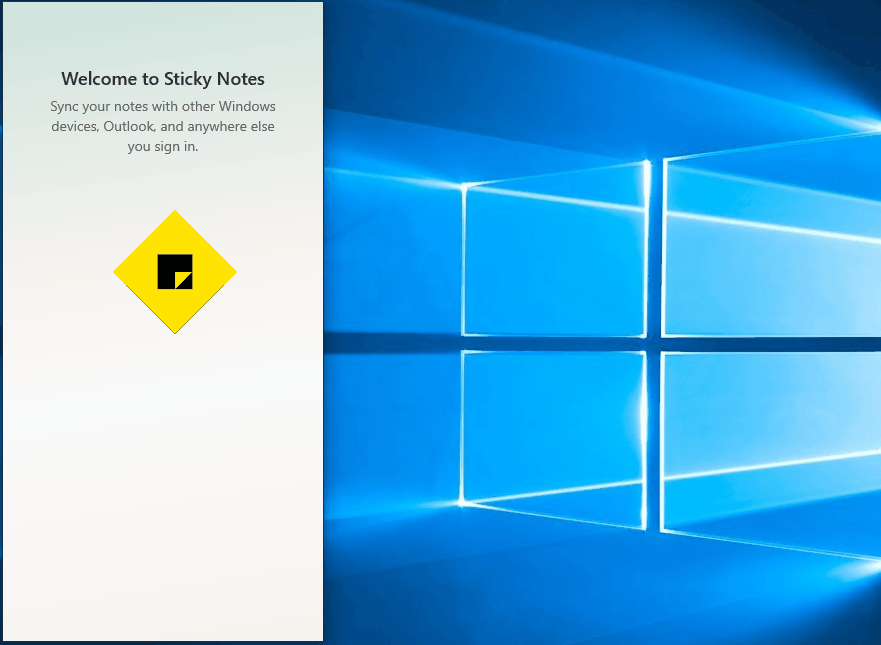 Welcome to Sticky Notes
Sync your notes with other Windows
devices, Outlook, and anywhere else
you sign in.